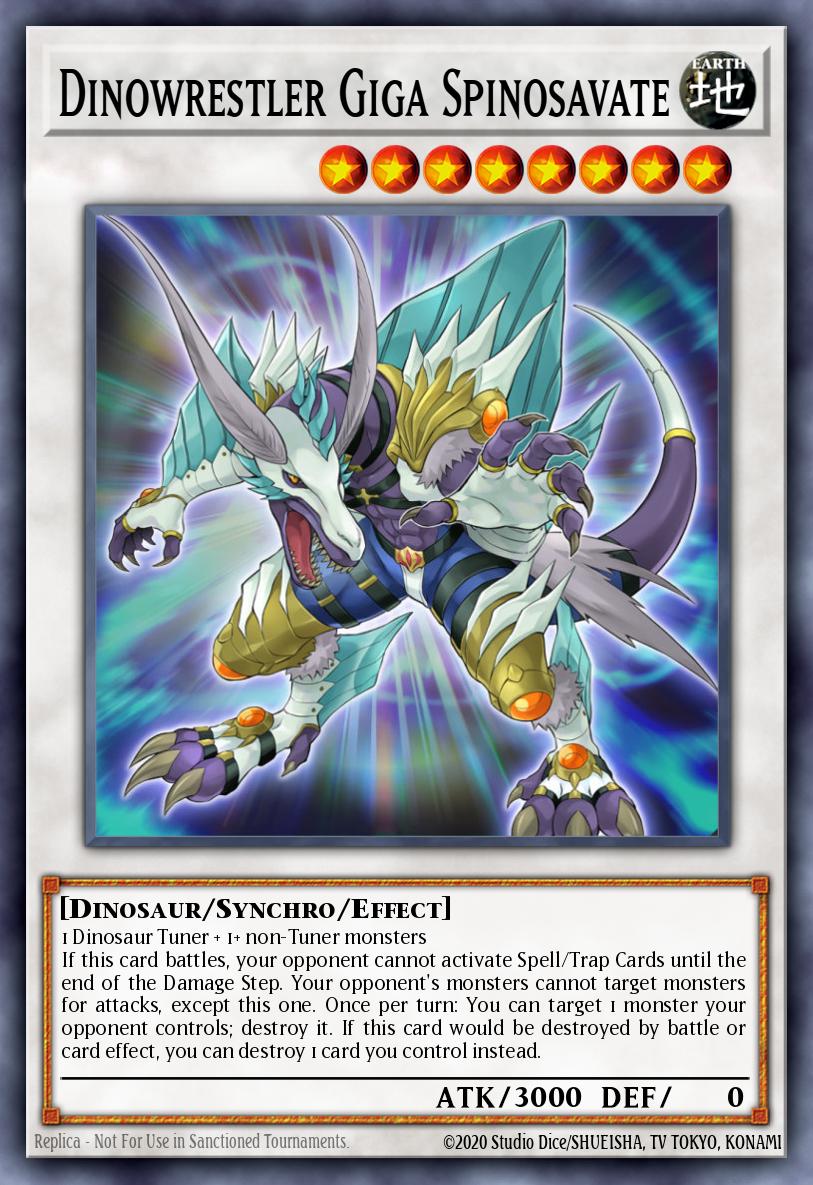 Dinowrestler Giga Spinosavate
EARTH
地
[Dinosaur/Synchro/Effect]
1 Dinosaur Tuner + 1+ non-Tuner monsters
If this card battles, your opponent cannot activate Spell/Trap Cards until the
end of the Damage Step. Your opponent's monsters cannot target monsters
for attacks, except this one. Once per turn: You can target 1 monster your
opponent controls; destroy it. If this card would be destroyed by battle or
card effect, you can destroy 1 card you control instead.
ATK/3000 DEF/ 0
Replica - Not For Use in Sanctioned Tournaments.
©2020 Studio Dice/SHUEISHA, TV TOKYO, KONAMI